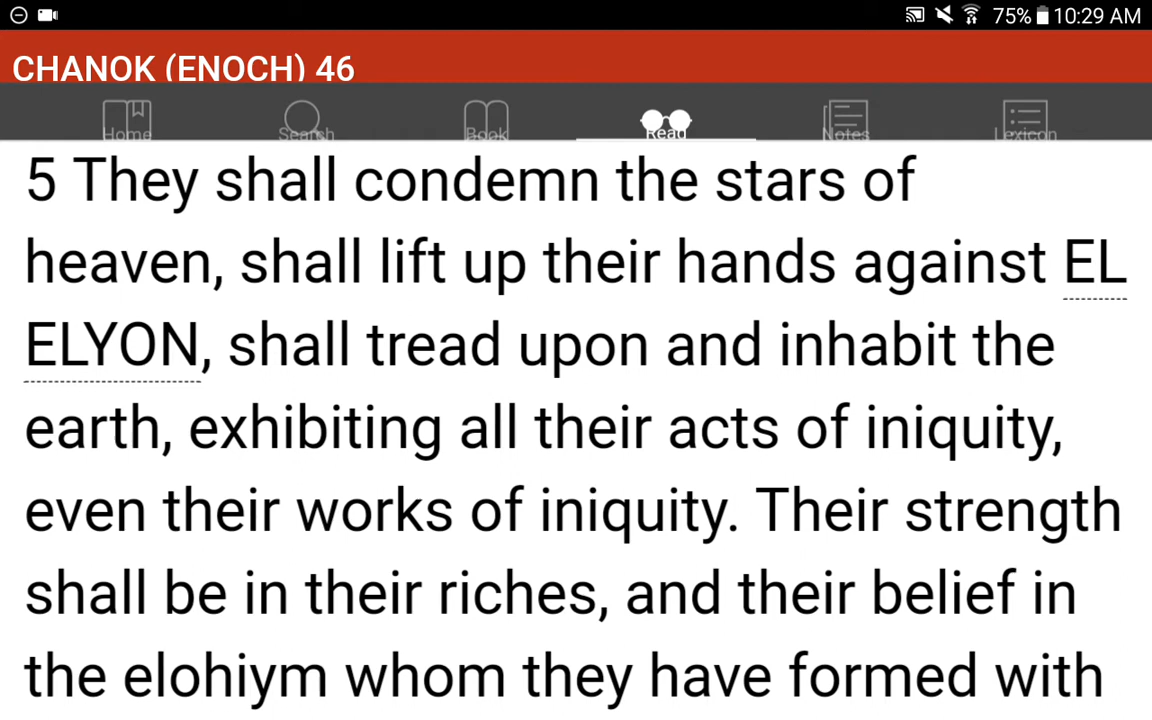 75% 10:29 AM
CHANOK (ENOCH) 46
Home Search Book Read Notes Lexicon
5 They shall condemn the stars of
heaven, shall lift up their hands against EL
ELYON, shall tread upon and inhabit the
earth, exhibiting all their acts of iniquity,
even their works of iniquity. Their strength
shall be in their riches, and their belief in
the elohiym whom they have formed with